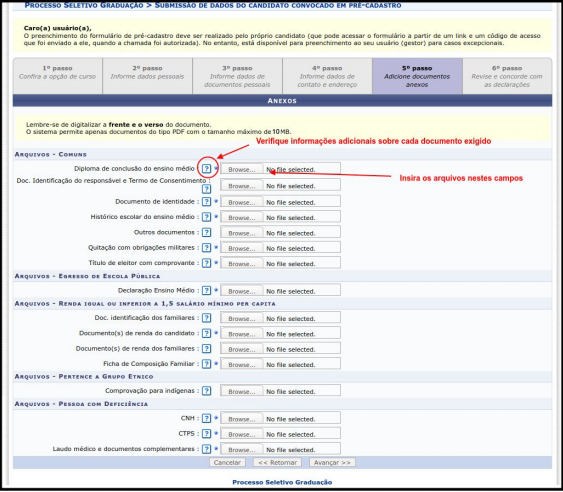 Processo Seletivo Graduação > Submissão de dados do candidato convocado em pré-cadastro
Caro(a) usuário(a),
O preenchimento do formulário de pré-cadastro deve ser realizado pelo próprio candidato (que pode acessar o formulário a partir de um link e um código de acesso
que foi enviado a ele, quando a chamada foi autorizada). No entanto, está disponível para preenchimento ao seu usuário (gestor) para casos excepcionais.
1º passo
Confira a opção de curso
2º passo
Informe dados pessoais
3º passo
Informe dados de
documentos pessoais
4º passo
Informe dados de
contato e endereço
5º passo
Adicione documentos
anexos
6º passo
Revise e concorde com
as declarações
Anexos
Lembre-se de digitalizar a frente e o verso do documento.
O sistema permite apenas documentos do tipo PDF com o tamanho máximo de 10MB.
Verifique informações adicionais sobre cada documento exigido
Arquivos - Comuns
Diploma de conclusão do ensino médio : ? * Browse... No file selected.
Insira os arquivos nestes campos
Doc. Identificação do responsável e Termo de Consentimento :
? Browse... No file selected.
Documento de identidade : ? * Browse... No file selected.
Histórico escolar do ensino médio : ? * Browse... No file selected.
Outros documentos : ? Browse... No file selected.
Quitação com obrigações militares : ? * Browse... No file selected.
Título de eleitor com comprovante : ? * Browse... No file selected.
Arquivos - Egresso de Escola Pública
Declaração Ensino Médio : ? * Browse... No file selected.
Arquivos - Renda igual ou inferior a 1,5 salário mínimo per capita
Doc. identificação dos familiares : ? Browse... No file selected.
Documento(s) de renda do candidato : ? * Browse... No file selected.
Documento(s) de renda dos familiares : ? Browse... No file selected.
Ficha de Composição Familiar : ? * Browse... No file selected.
Arquivos - Pertence a Grupo Etnico
Comprovação para indígenas : ? Browse... No file selected.
Arquivos - Pessoa com Deficiência
CNH : ? * Browse... No file selected.
CTPS : ? * Browse... No file selected.
Laudo médico e documentos complementares : ? * Browse... No file selected.
Cancelar << Retornar Avançar >>
Processo Seletivo Graduação